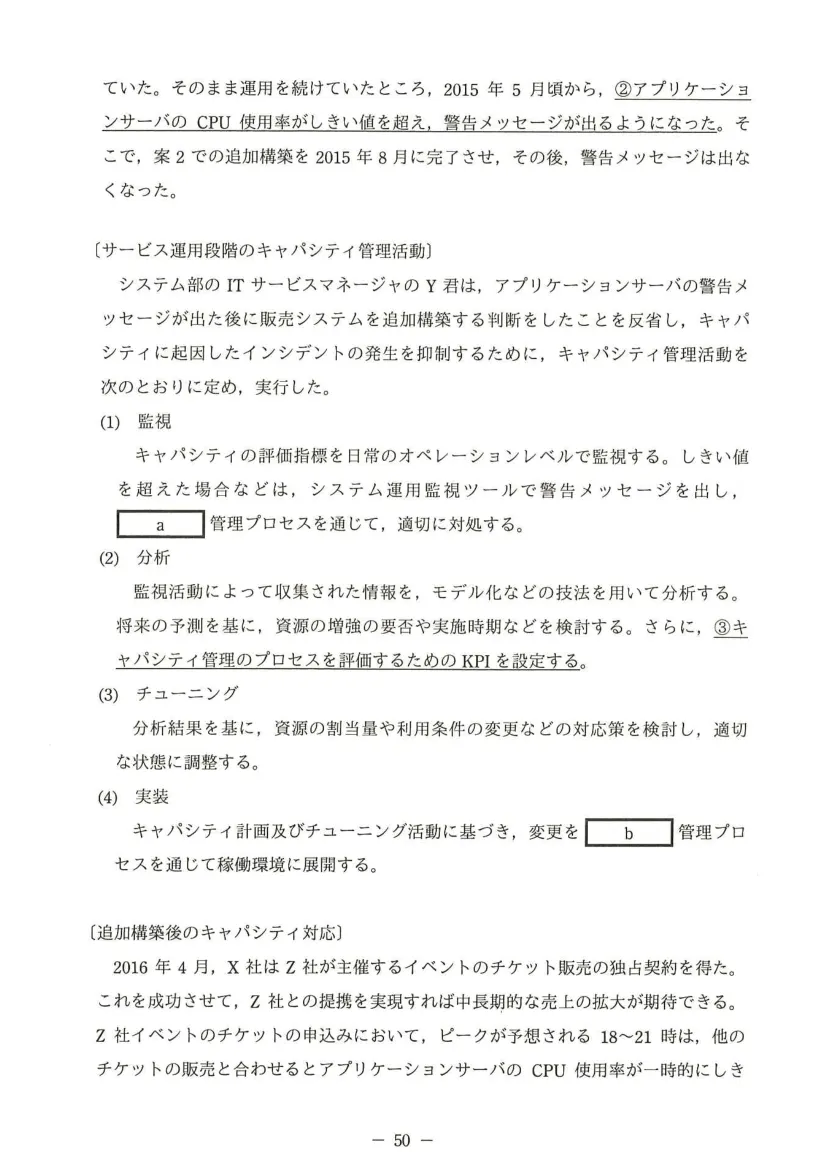 ていた。そのまま運用を続けていたところ，2015 年 5 月頃から，②アプリケーショ
ンサーバの CPU 使用率がしきい値を超え，警告メッセージが出るようになった。そ
こで，案 2 での追加構築を 2015 年 8 月に完了させ，その後，警告メッセージは出な
くなった。
〔サービス運用段階のキャパシティ管理活動〕
システム部の IT サービスマネージャの Y 君は，アプリケーションサーバの警告メ
ッセージが出た後に販売システムを追加構築する判断をしたことを反省し，キャパ
シティに起因したインシデントの発生を抑制するために，キャパシティ管理活動を
次のとおりに定め，実行した。
(1) 監視
キャパシティの評価指標を日常のオペレーションレベルで監視する。しきい値
を超えた場合などは，システム運用監視ツールで警告メッセージを出し，
a 管理プロセスを通じて，適切に対処する。
(2) 分析
監視活動によって収集された情報を，モデル化などの技法を用いて分析する。
将来の予測を基に，資源の増強の要否や実施時期などを検討する。さらに，③キ
ャパシティ管理のプロセスを評価するための KPI を設定する。
(3) チューニング
分析結果を基に，資源の割当量や利用条件の変更などの対応策を検討し，適切
な状態に調整する。
(4) 実装
キャパシティ計画及びチューニング活動に基づき，変更を b 管理プロ
セスを通じて稼働環境に展開する。
〔追加構築後のキャパシティ対応〕
2016 年 4 月，X 社は Z 社が主催するイベントのチケット販売の独占契約を得た。
これを成功させて，Z 社との提携を実現すれば中長期的な売上の拡大が期待できる。
Z 社イベントのチケットの申込みにおいて，ピークが予想される 18～21 時は，他の
チケットの販売と合わせるとアプリケーションサーバの CPU 使用率が一時的にしき
－ 50 －